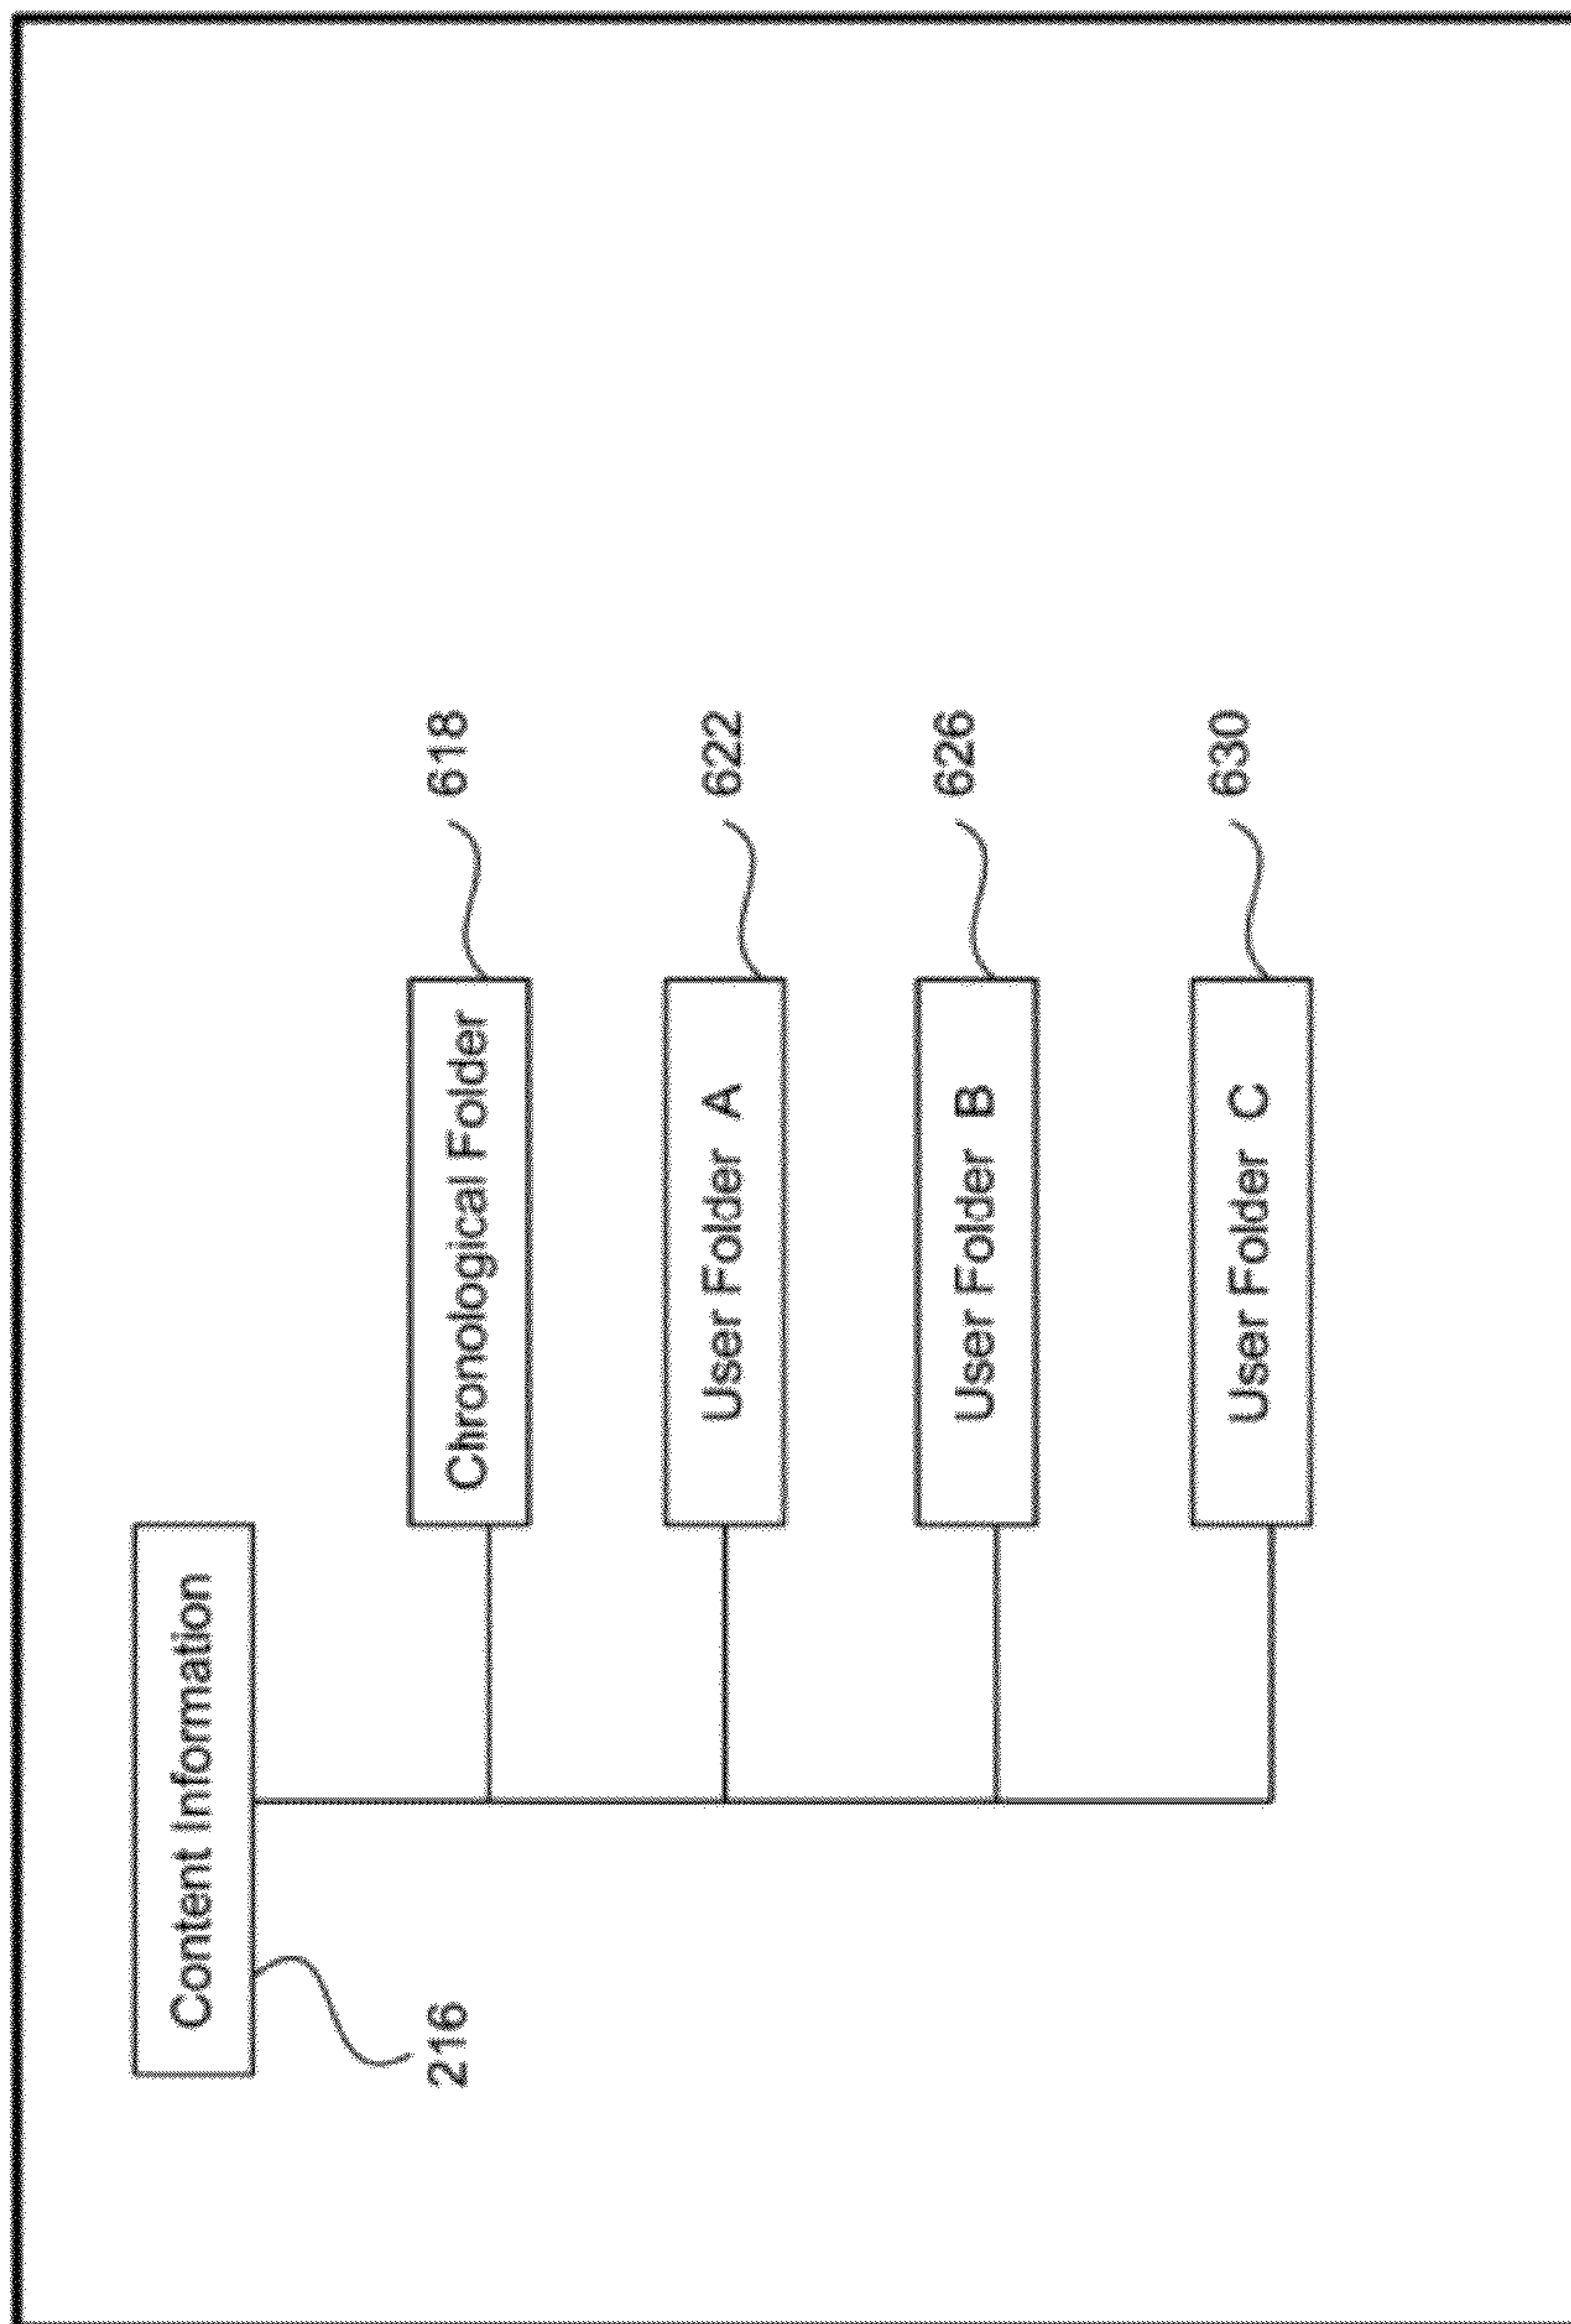 Content Information
216
Chronological Folder
618
User Folder A
622
User Folder B
626
User Folder C
630